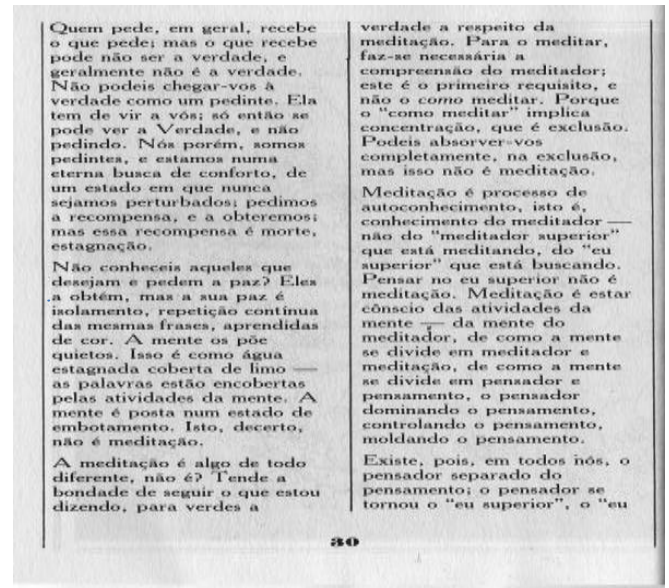 Quem pede, em geral, recebe
o que pede; mas o que recebe
pode não ser a verdade, e
geralmente não é a verdade.
Não podeis chegar-vos à
verdade como um pedinte. Ela
tem de vir a vós; só então se
pode ver a Verdade, e não
pedindo. Nós porém, somos
pedintes, e estamos numa
eterna busca de conforto, de
um estado em que nunca
sejamos perturbados; pedimos
a recompensa, e a obteremos;
mas essa recompensa é morte,
estagnação.
Não conheceis aqueles que
desejam e pedem a paz? Eles
a obtêm, mas a sua paz é
isolamento, repetição contínua
das mesmas frases, aprendidas
de cor. A mente os põe
quietos. Isso é como água
estagnada coberta de limo —
as palavras estão encobertas
pelas atividades da mente. A
mente é posta num estado de
embotamento. Isto, decerto,
não é meditação.
A meditação é algo de todo
diferente, não é? Tende a
bondade de seguir o que estou
dizendo, para verdes a
verdade a respeito da
meditação. Para o meditar,
faz-se necessária a
compreensão do meditador;
este é o primeiro requisito, e
não o como meditar. Porque
o "como meditar" implica
concentração, que é exclusão.
Podeis absorver-vos
completamente, na exclusão,
mas isso não é meditação.
Meditação é processo de
autoconhecimento, isto é,
conhecimento do meditador —
não do "meditador superior"
que está meditando, do "eu
superior" que está buscando.
Pensar no eu superior não é
meditação. Meditação é estar
cônscio das atividades da
mente — da mente do
meditador, de como a mente
se divide em meditador e
meditação, de como a mente
se divide em pensador e
pensamento, o pensador
dominando o pensamento,
controlando o pensamento,
moldando o pensamento.
Existe, pois, em todos nós, o
pensador separado do
pensamento; o pensador se
tornou o "eu superior", o "eu
30